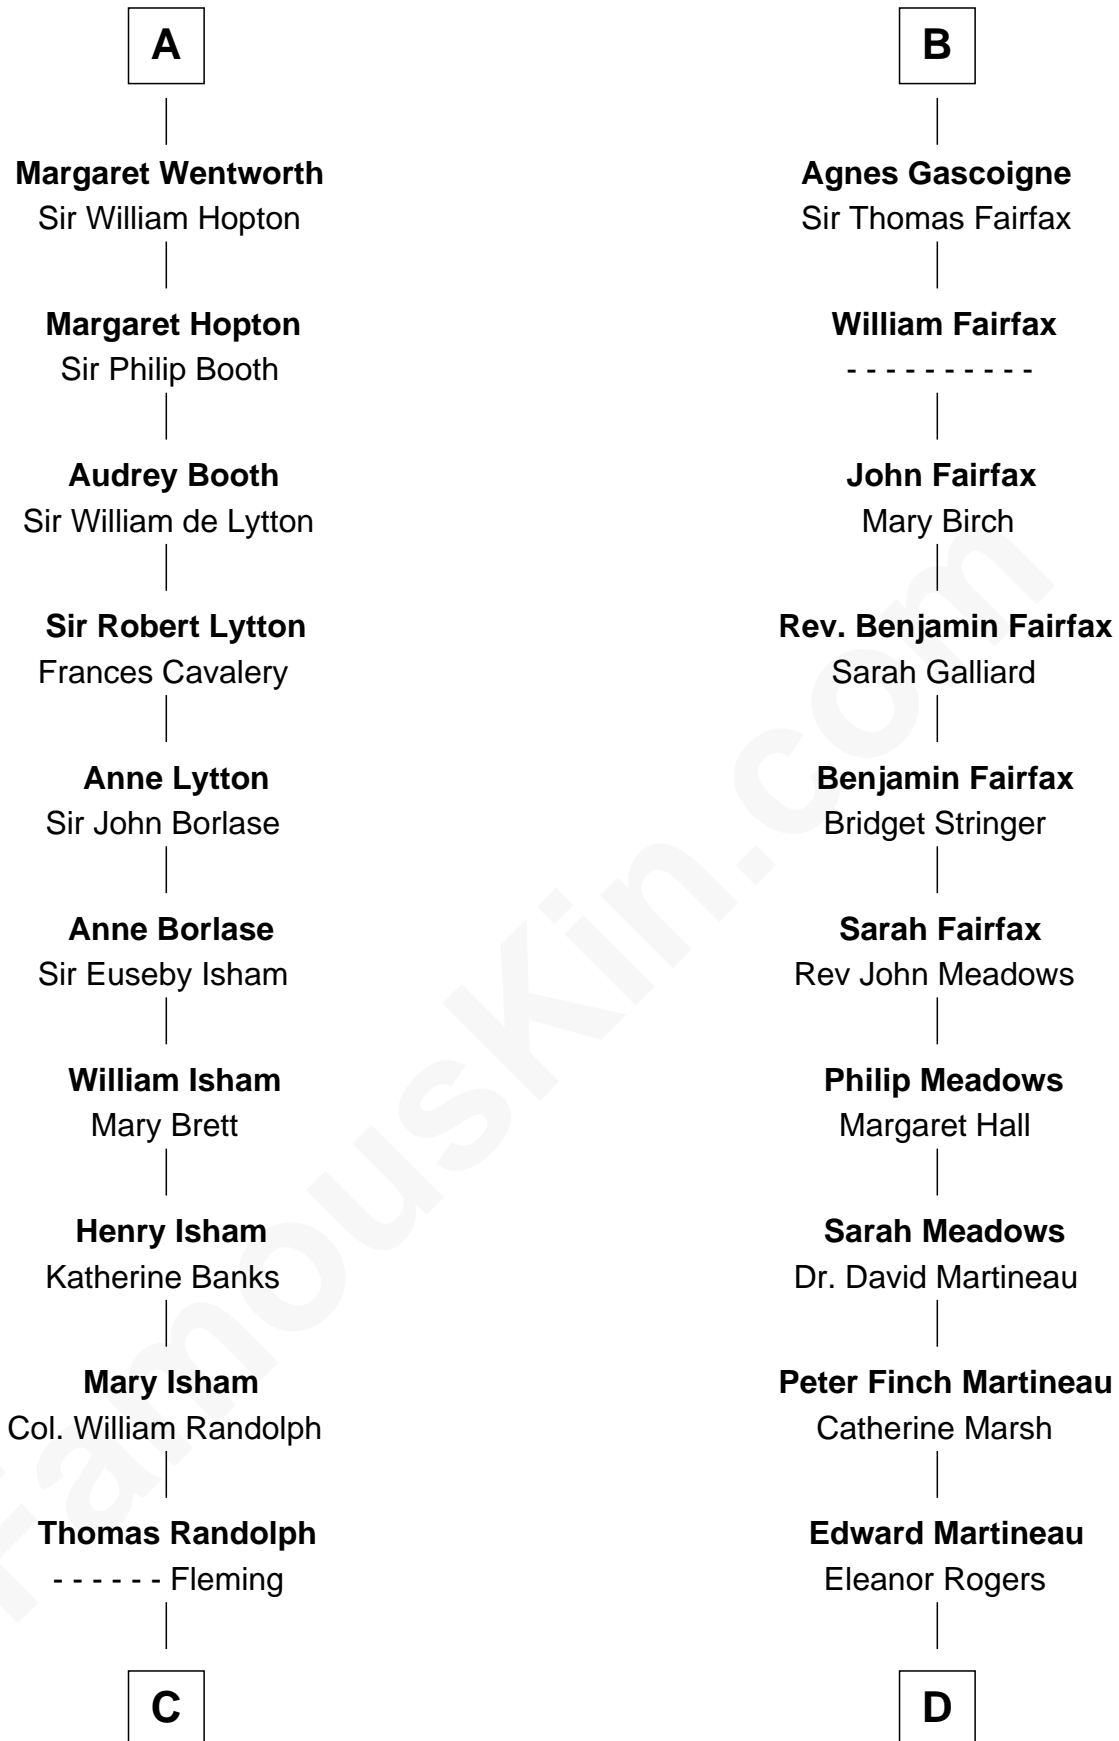 A
Margaret Wentworth
Sir William Hopton
Margaret Hopton
Sir Philip Booth
Audrey Booth
Sir William de Lytton
Sir Robert Lytton
Frances Cavalery
Anne Lytton
Sir John Borlase
Anne Borlase
Sir Euseby Isham
William Isham
Mary Brett
Henry Isham
Katherine Banks
Mary Isham
Col. William Randolph
Thomas Randolph
- - - - - - Fleming
C
B
Agnes Gascoigne
Sir Thomas Fairfax
William Fairfax
- - - - - - - - - -
John Fairfax
Mary Birch
Rev. Benjamin Fairfax
Sarah Galliard
Benjamin Fairfax
Bridget Stringer
Sarah Fairfax
Rev John Meadows
Philip Meadows
Margaret Hall
Sarah Meadows
Dr. David Martineau
Peter Finch Martineau
Catherine Marsh
Edward Martineau
Eleanor Rogers
D
FamousKin.com